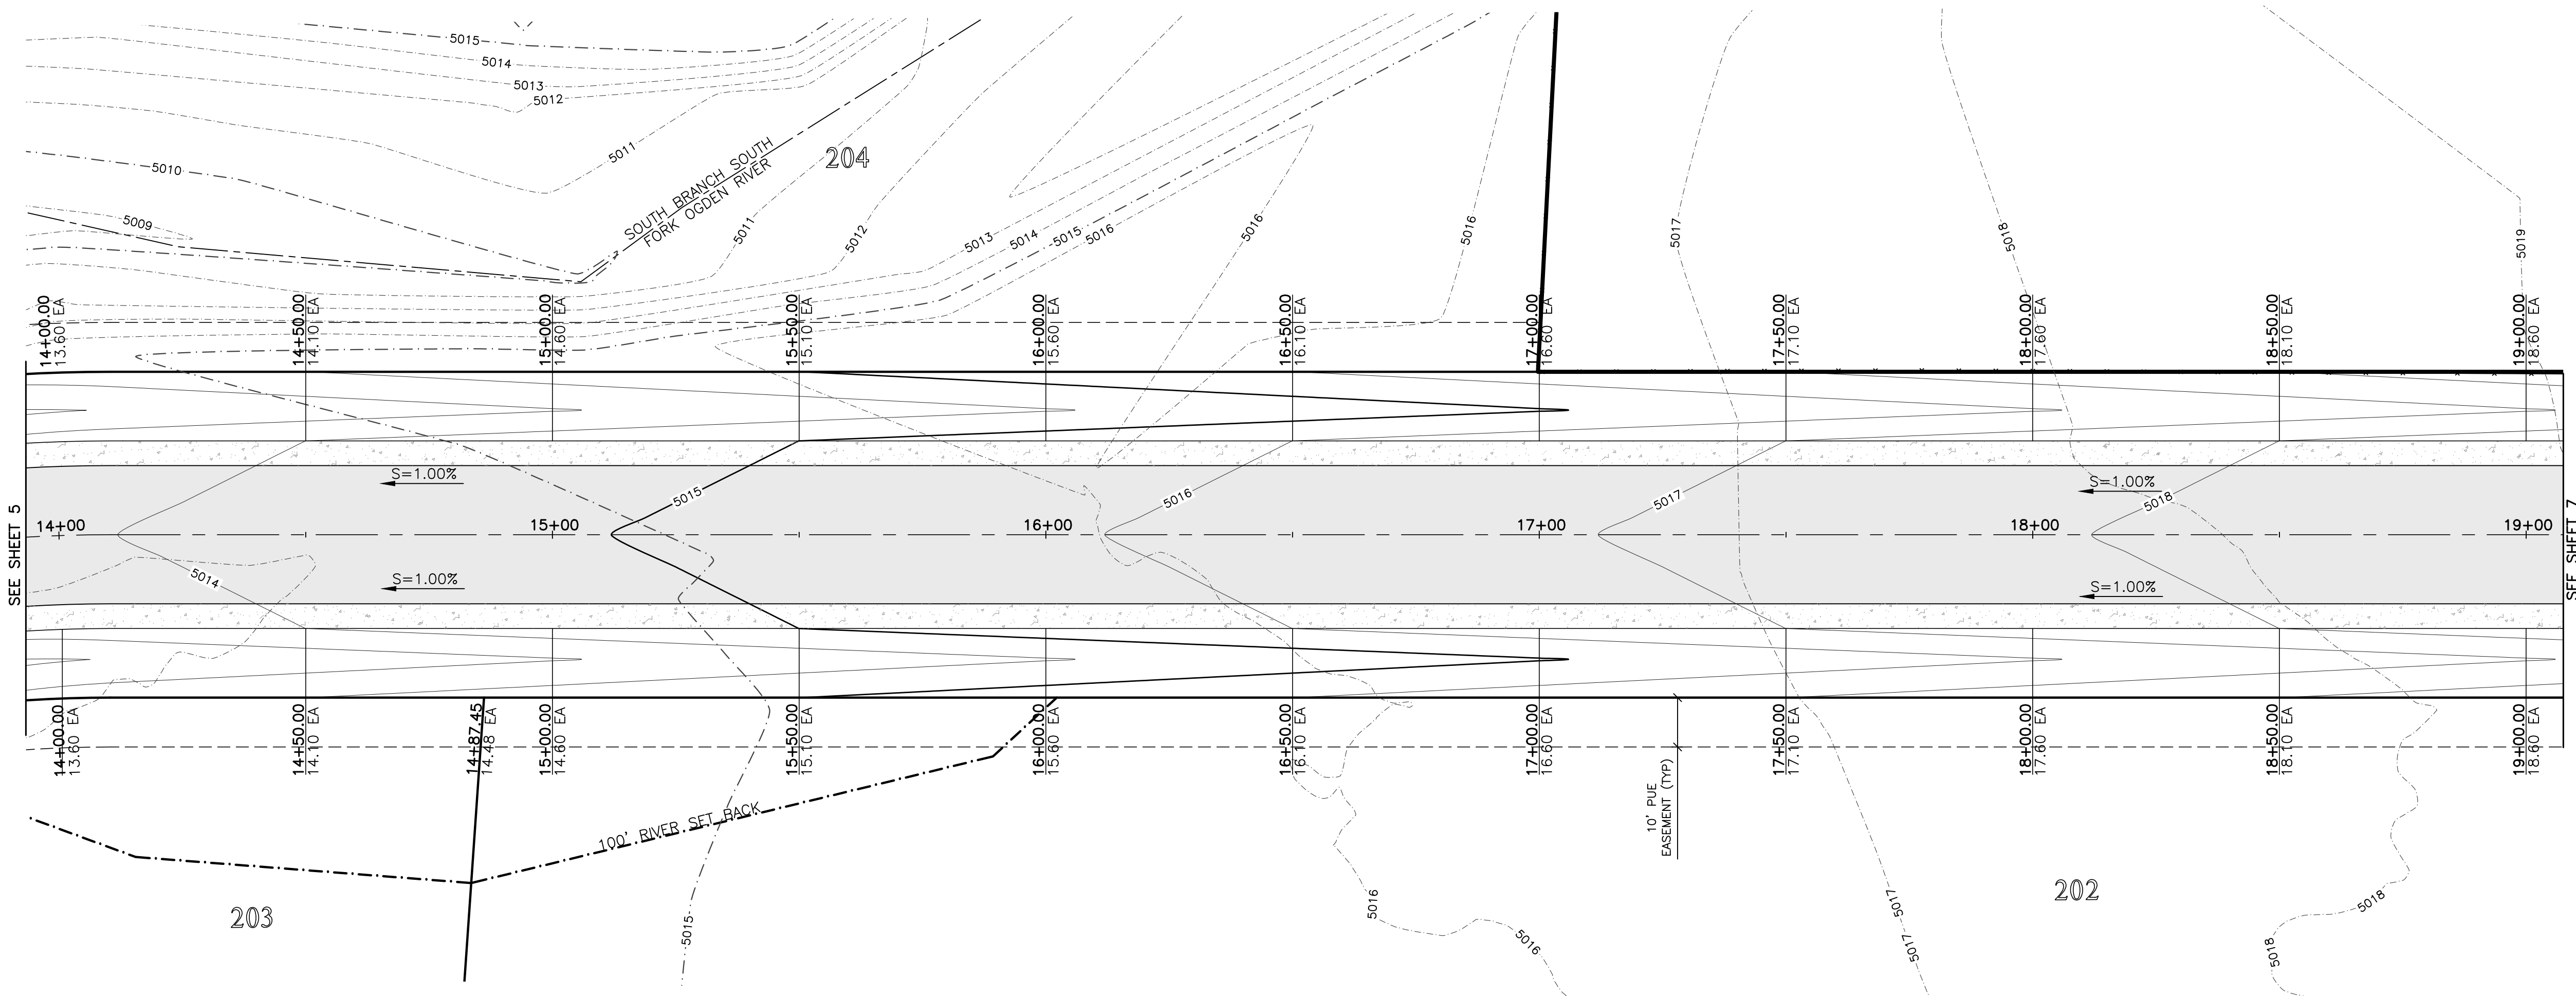 5015
5014
5013
5012
5011
5010
5009
SOUTH BRANCH SOUTH
FORK OGDEN RIVER
204
5011
5012
5013
5014
5015
5016
5016
5016
5017
5018
5019
14+00.00
13.60 EA
14+50.00
14.10 EA
15+00.00
14.60 EA
15+50.00
15.10 EA
16+00.00
15.60 EA
16+50.00
16.10 EA
17+00.00
16.60 EA
17+50.00
17.10 EA
18+00.00
17.60 EA
18+50.00
18.10 EA
19+00.00
18.60 EA
SEE SHEET 5
S=1.00%
S=1.00%
5015
5016
5017
5018
14+00
15+00
16+00
17+00
18+00
19+00
5014
S=1.00%
S=1.00%
SEE SHEET 7
14+00.00
13.60 EA
14+50.00
14.10 EA
14+87.45
14.48 EA
15+00.00
14.60 EA
15+50.00
15.10 EA
16+00.00
15.60 EA
16+50.00
16.10 EA
17+00.00
16.60 EA
17+50.00
17.10 EA
18+00.00
17.60 EA
18+50.00
18.10 EA
19+00.00
18.60 EA
10' PUE
EASEMENT (TYP)
100' RIVER SET BACK
203
202
5015
5016
5016
5017
5017
5018
5018